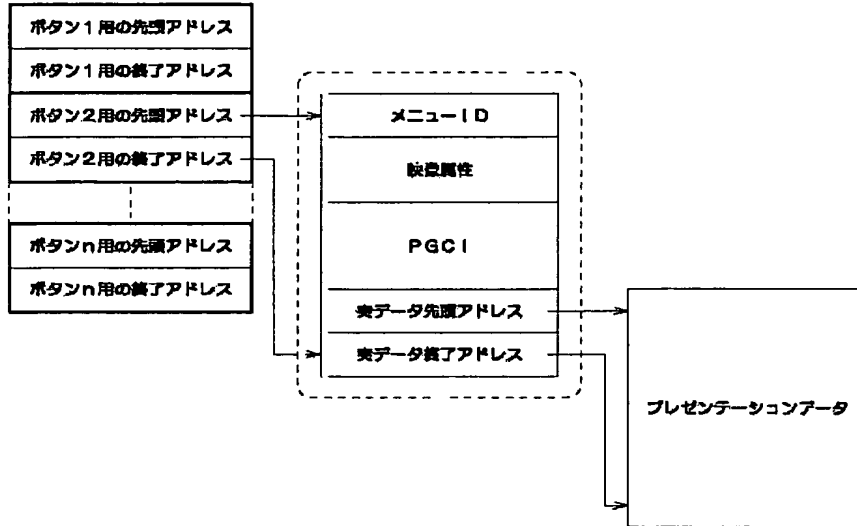 ボタン1用の先頭アドレス
ボタン1用の終了アドレス
ボタン2用の先頭アドレス
ボタン2用の終了アドレス
ボタンn用の先頭アドレス
ボタンn用の終了アドレス
メニューID
映像属性
PGCI
実データ先頭アドレス
実データ終了アドレス
プレゼンテーションアータ